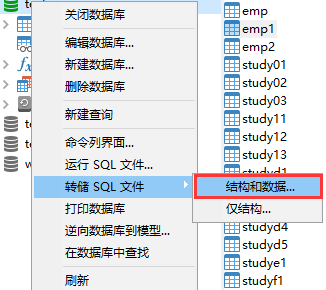 关闭数据库
编辑数据库...
新建数据库...
删除数据库
新建查询
命令列界面...
运行 SQL 文件...
转储 SQL 文件
打印数据库
逆向数据库到模型...
在数据库中查找
刷新
结构和数据...
仅结构...
emp
emp1
emp2
study01
study02
study03
study11
study12
study13
studyd1
studyd4
studyd5
studye1
studyf1